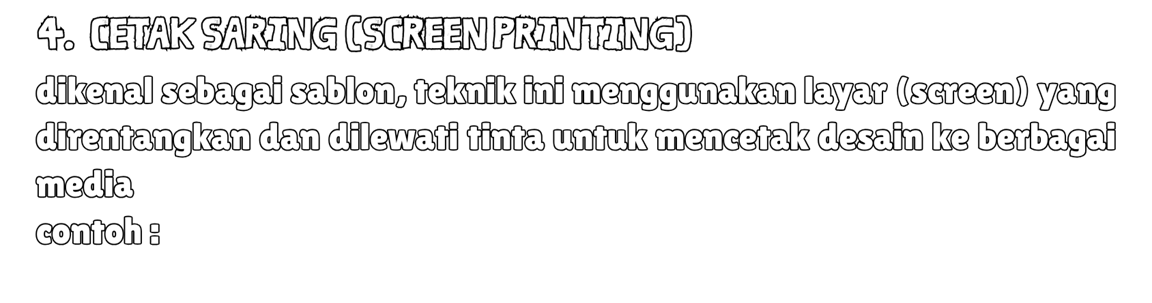 4. CETAK SARING (SCREEN PRINTING)
dikenal sebagai sablon, teknik ini menggunakan layar (screen) yang
direntangkan dan dilewati tinta untuk mencetak desain ke berbagai
media
contoh :